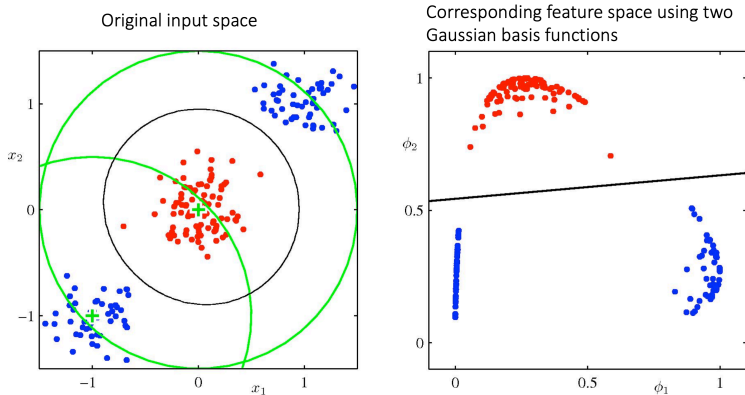 Original input space
Corresponding feature space using two
Gaussian basis functions
x₂
1
0
−1
−1
0
x₁
1
ϕ₂
1
0.5
0
0
0.5
ϕ₁
1